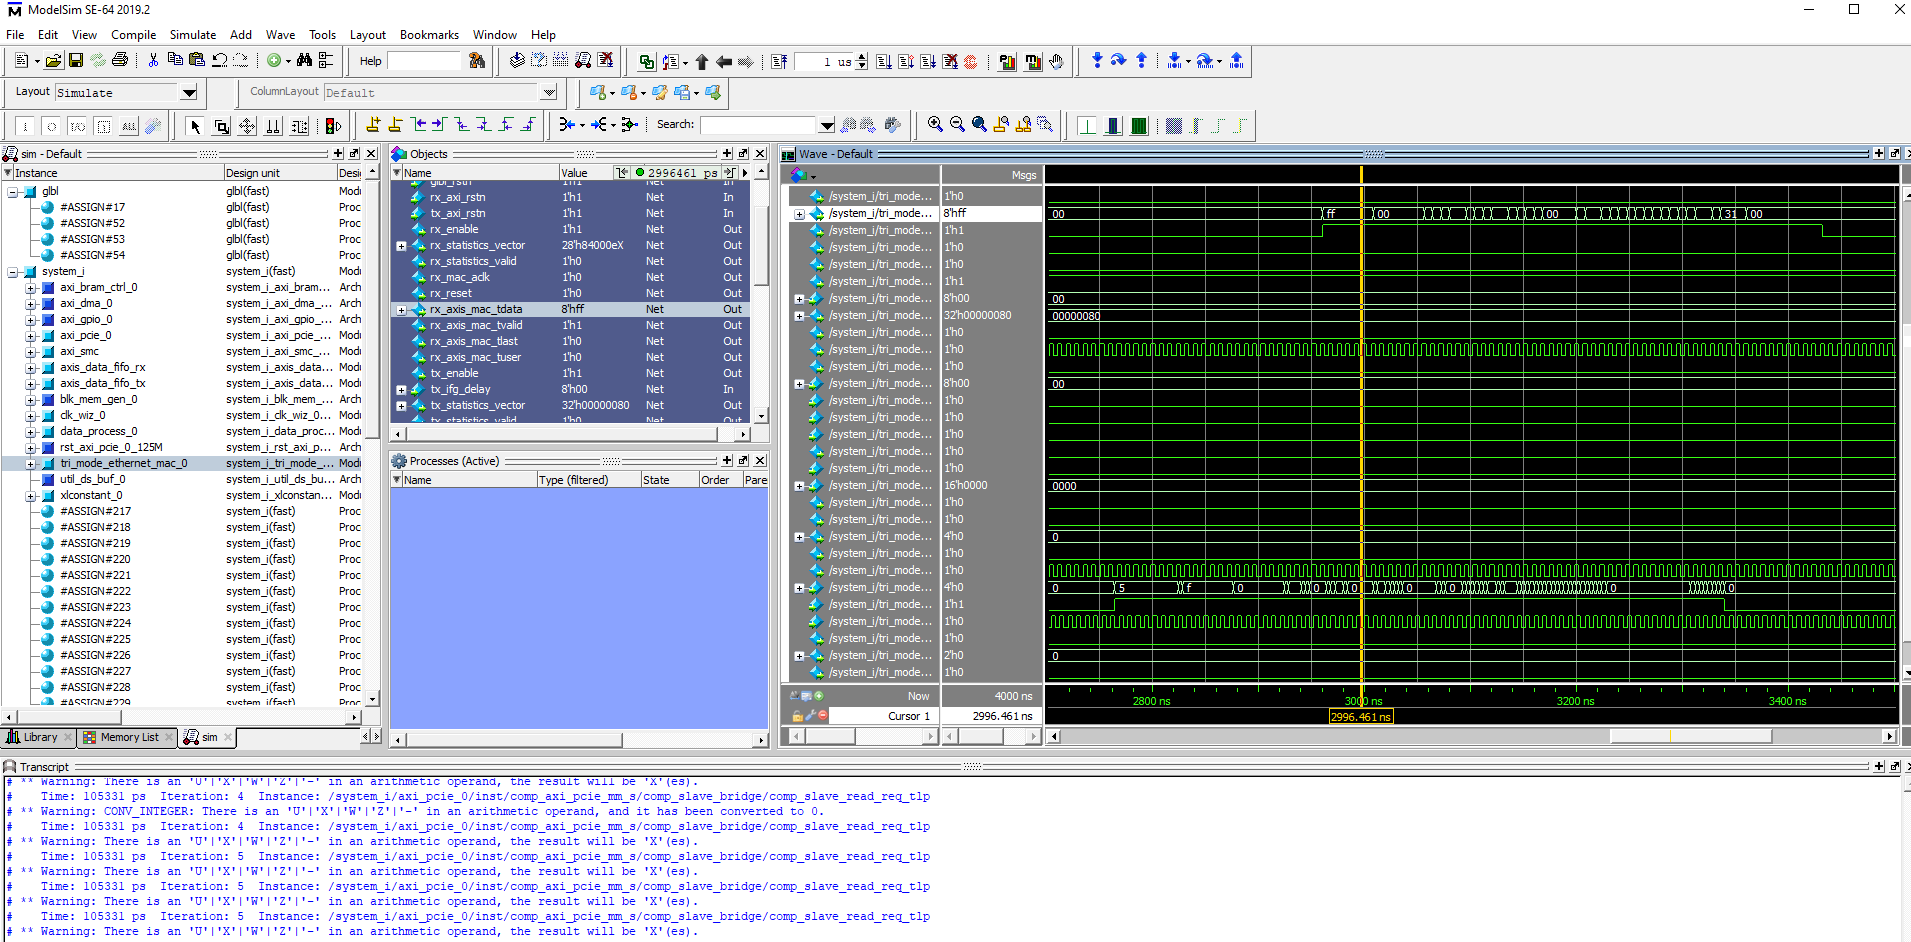 ModelSim SE-64 2019.2
File Edit View Compile Simulate Add Wave Tools Layout Bookmarks Window Help
Help
1 us
Layout Simulate
ColumnLayout Default
Search:
sim - Default
Instance Design unit Desig
glbl glbl(fast) Modu
#ASSIGN#17 glbl(fast) Proc
#ASSIGN#52 glbl(fast) Proc
#ASSIGN#53 glbl(fast) Proc
#ASSIGN#54 glbl(fast) Proc
system_i system_i(fast) Modu
axi_bram_ctrl_0 system_i_axi_bram... Arch
axi_dma_0 system_i_axi_dma_... Arch
axi_gpio_0 system_i_axi_gpio_... Arch
axi_pcie_0 system_i_axi_pcie_... Modu
axi_smc system_i_axi_smc_... Modu
axis_data_fifo_rx system_i_axis_data... Modu
axis_data_fifo_tx system_i_axis_data... Modu
blk_mem_gen_0 system_i_blk_mem_... Arch
clk_wiz_0 system_i_clk_wiz_0... Modu
data_process_0 system_i_data_proc... Modu
rst_axi_pcie_0_125M system_i_rst_axi_p... Arch
tri_mode_ethernet_mac_0 system_i_tri_mode_... Modu
util_ds_buf_0 system_i_util_ds_bu... Arch
xlconstant_0 system_i_xlconstan... Modu
#ASSIGN#217 system_i(fast) Proc
#ASSIGN#218 system_i(fast) Proc
#ASSIGN#219 system_i(fast) Proc
#ASSIGN#220 system_i(fast) Proc
#ASSIGN#221 system_i(fast) Proc
#ASSIGN#222 system_i(fast) Proc
#ASSIGN#223 system_i(fast) Proc
#ASSIGN#224 system_i(fast) Proc
#ASSIGN#225 system_i(fast) Proc
#ASSIGN#226 system_i(fast) Proc
#ASSIGN#227 system_i(fast) Proc
#ASSIGN#228 system_i(fast) Proc
#ASSIGN#229 system_i(fast) Proc
Library Memory List sim
Objects
Name Value 2996461 ps
glbl_rstn 1'h1 Net In
rx_axi_rstn 1'h1 Net In
tx_axi_rstn 1'h1 Net In
rx_enable 1'h1 Net Out
rx_statistics_vector 28'h84000eX Net Out
rx_statistics_valid 1'h0 Net Out
rx_mac_aclk 1'h0 Net Out
rx_reset 1'h0 Net Out
rx_axis_mac_tdata 8'hff Net Out
rx_axis_mac_tvalid 1'h1 Net Out
rx_axis_mac_tlast 1'h0 Net Out
rx_axis_mac_tuser 1'h0 Net Out
tx_enable 1'h1 Net Out
tx_ifg_delay 8'h00 Net In
tx_statistics_vector 32'h00000080 Net Out
tx_statistics_valid 1'h0 Net Out
Processes (Active)
Name Type (filtered) State Order Pare
Wave - Default
Msgs
/system_i/tri_mode... 1'h0
/system_i/tri_mode... 8'hff 00 ff 00 00 31 00
/system_i/tri_mode... 1'h1
/system_i/tri_mode... 1'h0
/system_i/tri_mode... 1'h0
/system_i/tri_mode... 1'h1
/system_i/tri_mode... 8'h00 00
/system_i/tri_mode... 32'h00000080 00000080
/system_i/tri_mode... 1'h0
/system_i/tri_mode... 1'h0
/system_i/tri_mode... 1'h0
/system_i/tri_mode... 8'h00 00
/system_i/tri_mode... 1'h0
/system_i/tri_mode... 1'h0
/system_i/tri_mode... 1'h0
/system_i/tri_mode... 1'h0
/system_i/tri_mode... 1'h0
/system_i/tri_mode... 16'h0000 0000
/system_i/tri_mode... 1'h0
/system_i/tri_mode... 1'h0
/system_i/tri_mode... 4'h0 0
/system_i/tri_mode... 1'h0
/system_i/tri_mode... 1'h0
/system_i/tri_mode... 4'h0 0 5 f 0 0 0 0 0 0 0
/system_i/tri_mode... 1'h1
/system_i/tri_mode... 1'h0
/system_i/tri_mode... 1'h0
/system_i/tri_mode... 2'h0 0
/system_i/tri_mode... 1'h0
Now 4000 ns 2800 ns 3000 ns 3200 ns 3400 ns
Cursor 1 2996.461 ns 2996.461 ns
Transcript
# ** Warning: There is an 'U'|'X'|'W'|'Z'|'-' in an arithmetic operand, the result will be 'X'(es).
# Time: 105331 ps Iteration: 4 Instance: /system_i/axi_pcie_0/inst/comp_axi_pcie_mm_s/comp_slave_bridge/comp_slave_read_req_tlp
# ** Warning: CONV_INTEGER: There is an 'U'|'X'|'W'|'Z'|'-' in an arithmetic operand, and it has been converted to 0.
# Time: 105331 ps Iteration: 4 Instance: /system_i/axi_pcie_0/inst/comp_axi_pcie_mm_s/comp_slave_bridge/comp_slave_read_req_tlp
# ** Warning: There is an 'U'|'X'|'W'|'Z'|'-' in an arithmetic operand, the result will be 'X'(es).
# Time: 105331 ps Iteration: 5 Instance: /system_i/axi_pcie_0/inst/comp_axi_pcie_mm_s/comp_slave_bridge/comp_slave_read_req_tlp
# ** Warning: There is an 'U'|'X'|'W'|'Z'|'-' in an arithmetic operand, the result will be 'X'(es).
# Time: 105331 ps Iteration: 5 Instance: /system_i/axi_pcie_0/inst/comp_axi_pcie_mm_s/comp_slave_bridge/comp_slave_read_req_tlp
# ** Warning: There is an 'U'|'X'|'W'|'Z'|'-' in an arithmetic operand, the result will be 'X'(es).
# Time: 105331 ps Iteration: 5 Instance: /system_i/axi_pcie_0/inst/comp_axi_pcie_mm_s/comp_slave_bridge/comp_slave_read_req_tlp
# ** Warning: There is an 'U'|'X'|'W'|'Z'|'-' in an arithmetic operand, the result will be 'X'(es).